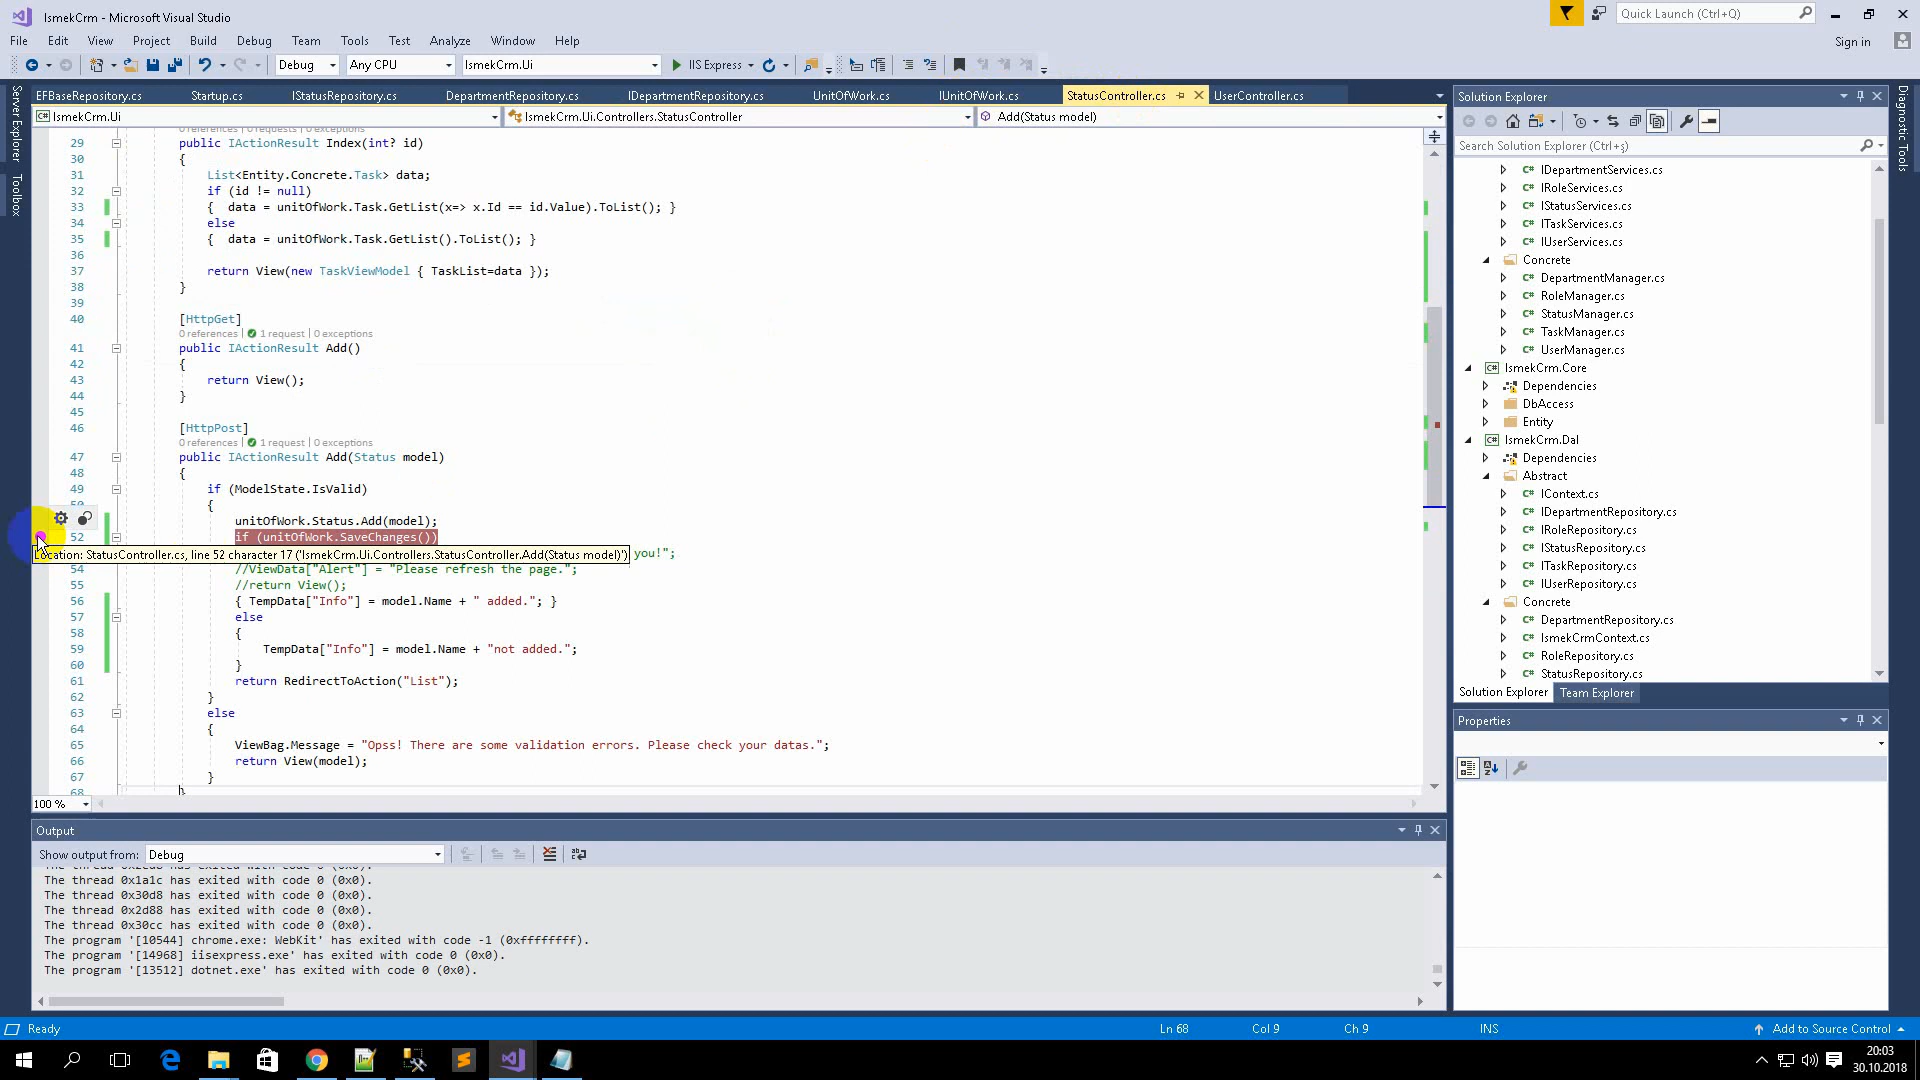 IsmekCrm - Microsoft Visual Studio
Quick Launch (Ctrl+Q)
File Edit View Project Build Debug Team Tools Test Analyze Window Help
Sign in
Debug Any CPU IsmekCrm.Ui IIS Express
Server Explorer
Toolbox
Diagnostic Tools
EFBaseRepository.cs Startup.cs IStatusRepository.cs DepartmentRepository.cs IDepartmentRepository.cs UnitOfWork.cs IUnitOfWork.cs StatusController.cs UserController.cs
IsmekCrm.Ui IsmekCrm.Ui.Controllers.StatusController Add(Status model)
0 references | 0 requests | 0 exceptions
29 public IActionResult Index(int? id)
30 {
31 List<Entity.Concrete.Task> data;
32 if (id != null)
33 { data = unitOfWork.Task.GetList(x=> x.Id == id.Value).ToList(); }
34 else
35 { data = unitOfWork.Task.GetList().ToList(); }
36
37 return View(new TaskViewModel { TaskList=data });
38 }
39
40 [HttpGet]
0 references | 1 request | 0 exceptions
41 public IActionResult Add()
42 {
43 return View();
44 }
45
46 [HttpPost]
0 references | 1 request | 0 exceptions
47 public IActionResult Add(Status model)
48 {
49 if (ModelState.IsValid)
50 {
unitOfWork.Status.Add(model);
52 if (unitOfWork.SaveChanges())
Location: StatusController.cs, line 52 character 17 ('IsmekCrm.Ui.Controllers.StatusController.Add(Status model)') you!";
54 //ViewData["Alert"] = "Please refresh the page.";
55 //return View();
56 { TempData["Info"] = model.Name + " added."; }
57 else
58 {
59 TempData["Info"] = model.Name + "not added.";
60 }
61 return RedirectToAction("List");
62 }
63 else
64 {
65 ViewBag.Message = "Opss! There are some validation errors. Please check your datas.";
66 return View(model);
67 }
68 }
100 %
Output
Show output from: Debug
The thread 0x1a1c has exited with code 0 (0x0).
The thread 0x30d8 has exited with code 0 (0x0).
The thread 0x2d88 has exited with code 0 (0x0).
The thread 0x30cc has exited with code 0 (0x0).
The program '[10544] chrome.exe: WebKit' has exited with code -1 (0xffffffff).
The program '[14968] iisexpress.exe' has exited with code 0 (0x0).
The program '[13512] dotnet.exe' has exited with code 0 (0x0).
Solution Explorer
Search Solution Explorer (Ctrl+ş)
C# IDepartmentServices.cs
C# IRoleServices.cs
C# IStatusServices.cs
C# ITaskServices.cs
C# IUserServices.cs
Concrete
C# DepartmentManager.cs
C# RoleManager.cs
C# StatusManager.cs
C# TaskManager.cs
C# UserManager.cs
C# IsmekCrm.Core
Dependencies
DbAccess
Entity
C# IsmekCrm.Dal
Dependencies
Abstract
C# IContext.cs
C# IDepartmentRepository.cs
C# IRoleRepository.cs
C# IStatusRepository.cs
C# ITaskRepository.cs
C# IUserRepository.cs
Concrete
C# DepartmentRepository.cs
C# IsmekCrmContext.cs
C# RoleRepository.cs
C# StatusRepository.cs
Solution Explorer Team Explorer
Properties
Ready Ln 68 Col 9 Ch 9 INS Add to Source Control
20:03
30.10.2018